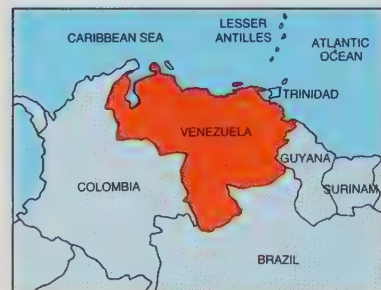 LESSER
ANTILLES
CARIBBEAN SEA
ATLANTIC
OCEAN
TRINIDAD
VENEZUELA
GUYANA
COLOMBIA
SURINAM
BRAZIL